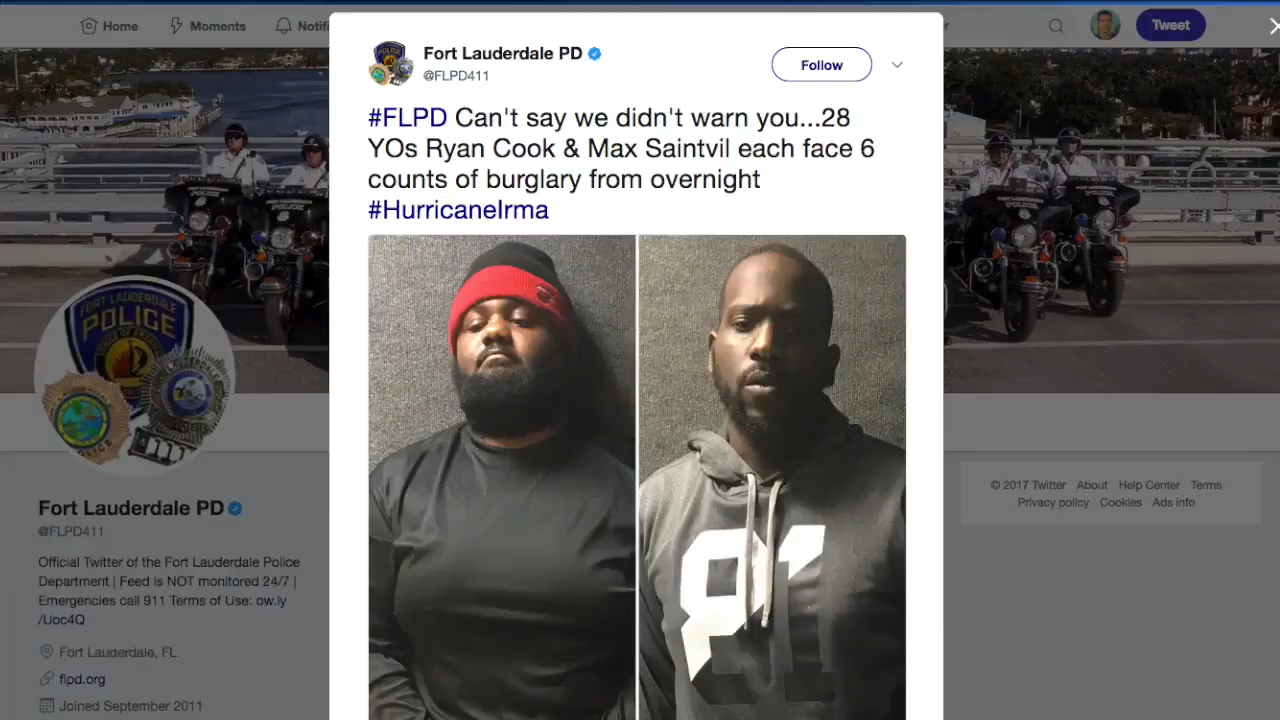 Home
Moments
Notifi
Tweet
Fort Lauderdale PD
@FLPD411
Follow
#FLPD Can't say we didn't warn you...28
YOs Ryan Cook & Max Saintvil each face 6
counts of burglary from overnight
#HurricaneIrma
81
FORT LAUDERDALE
POLICE
Fort Lauderdale PD
@FLPD411
Official Twitter of the Fort Lauderdale Police
Department | Feed is NOT monitored 24/7 |
Emergencies call 911 Terms of Use: ow.ly
/Uoc4Q
Fort Lauderdale, FL
flpd.org
Joined September 2011
© 2017 Twitter About Help Center Terms
Privacy policy Cookies Ads info